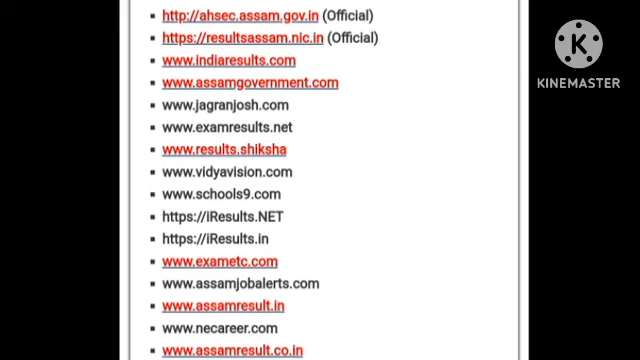 http://ahsec.assam.gov.in (Official)
https://resultsassam.nic.in (Official)
www.indiaresults.com
www.assamgovernment.com
www.jagranjosh.com
www.examresults.net
www.results.shiksha
www.vidyavision.com
www.schools9.com
https://iResults.NET
https://iResults.in
www.exametc.com
www.assamjobalerts.com
www.assamresult.in
www.necareer.com
www.assamresult.co.in
K
KINEMASTER